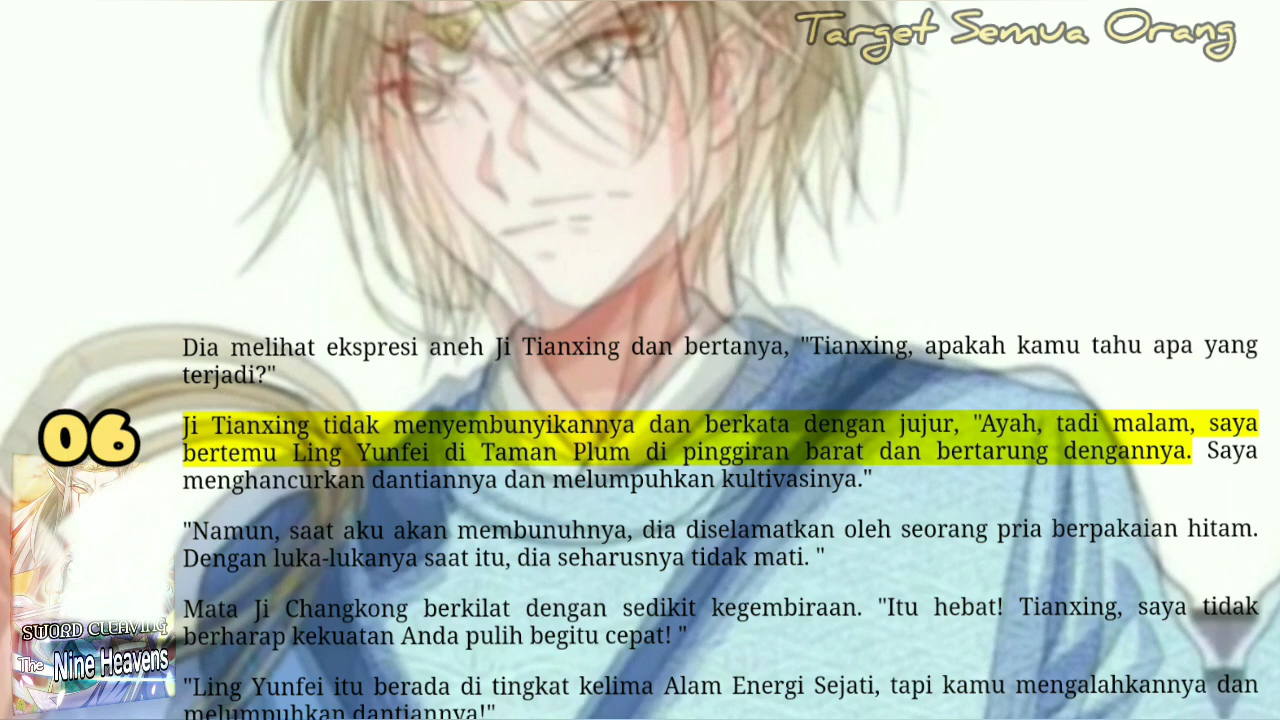 Target Semua Orang
Dia melihat ekspresi aneh Ji Tianxing dan bertanya, "Tianxing, apakah kamu tahu apa yang
terjadi?"
06
Ji Tianxing tidak menyembunyikannya dan berkata dengan jujur, "Ayah, tadi malam, saya
bertemu Ling Yunfei di Taman Plum di pinggiran barat dan bertarung dengannya. Saya
menghancurkan dantiannya dan melumpuhkan kultivasinya."
"Namun, saat aku akan membunuhnya, dia diselamatkan oleh seorang pria berpakaian hitam.
Dengan luka-lukanya saat itu, dia seharusnya tidak mati. "
Mata Ji Changkong berkilat dengan sedikit kegembiraan. "Itu hebat! Tianxing, saya tidak
berharap kekuatan Anda pulih begitu cepat! "
SWORD CLEAVING
The Nine Heavens
"Ling Yunfei itu berada di tingkat kelima Alam Energi Sejati, tapi kamu mengalahkannya dan
melumpuhkan dantiannya!"